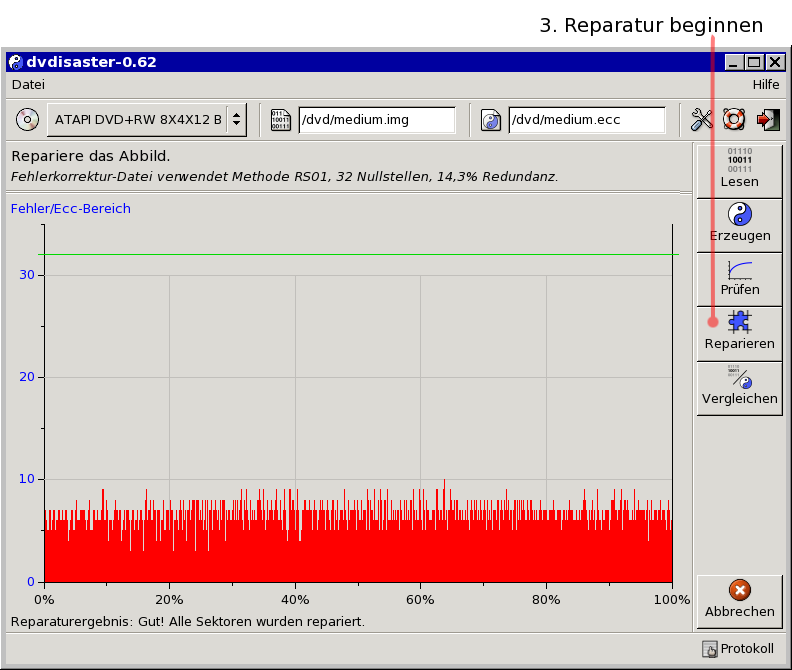 3. Reparatur beginnen
dvdisaster-0.62
Datei
Hilfe
ATAPI DVD+RW 8X4X12 B
/dvd/medium.img
/dvd/medium.ecc
Repariere das Abbild.
Fehlerkorrektur-Datei verwendet Methode RS01, 32 Nullstellen, 14,3% Redundanz.
Fehler/Ecc-Bereich
30
20
10
0
0%
20%
40%
60%
80%
100%
Reparaturergebnis: Gut! Alle Sektoren wurden repariert.
01110
10011
00111
Lesen
Erzeugen
Prüfen
Reparieren
Vergleichen
Abbrechen
Protokoll